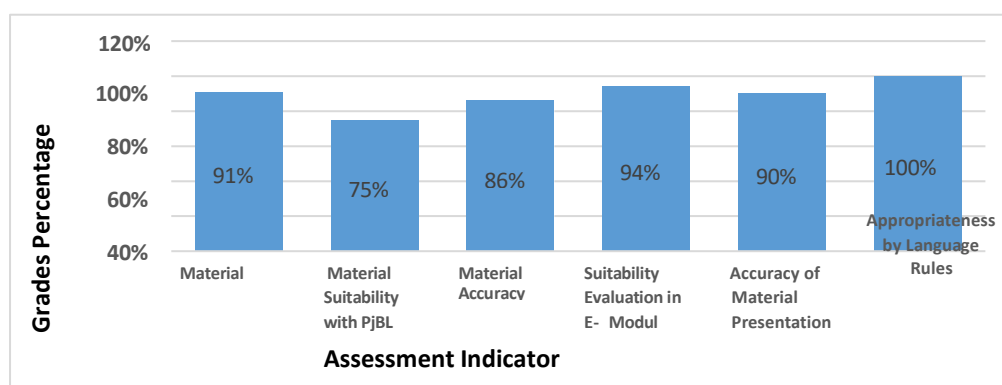 120%
100%
80%
60%
40%
Grades Percentage
91%
75%
86%
94%
90%
100%
Material
Material
Suitability
with PjBL
Material
Accuracy
Suitability
Evaluation in
E- Modul
Accuracy of
Material
Presentation
Appropriateness
by Language
Rules
Assessment Indicator